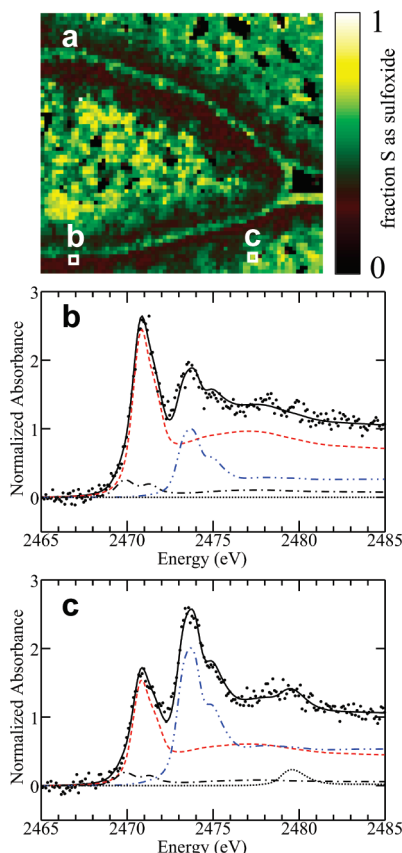 a
b
c
1
fraction S as sulfoxide
0
b
3
2
1
0
Normalized Absorbance
2465 2470 2475 2480 2485
Energy (eV)
c
3
2
1
0
Normalized Absorbance
2465 2470 2475 2480 2485
Energy (eV)